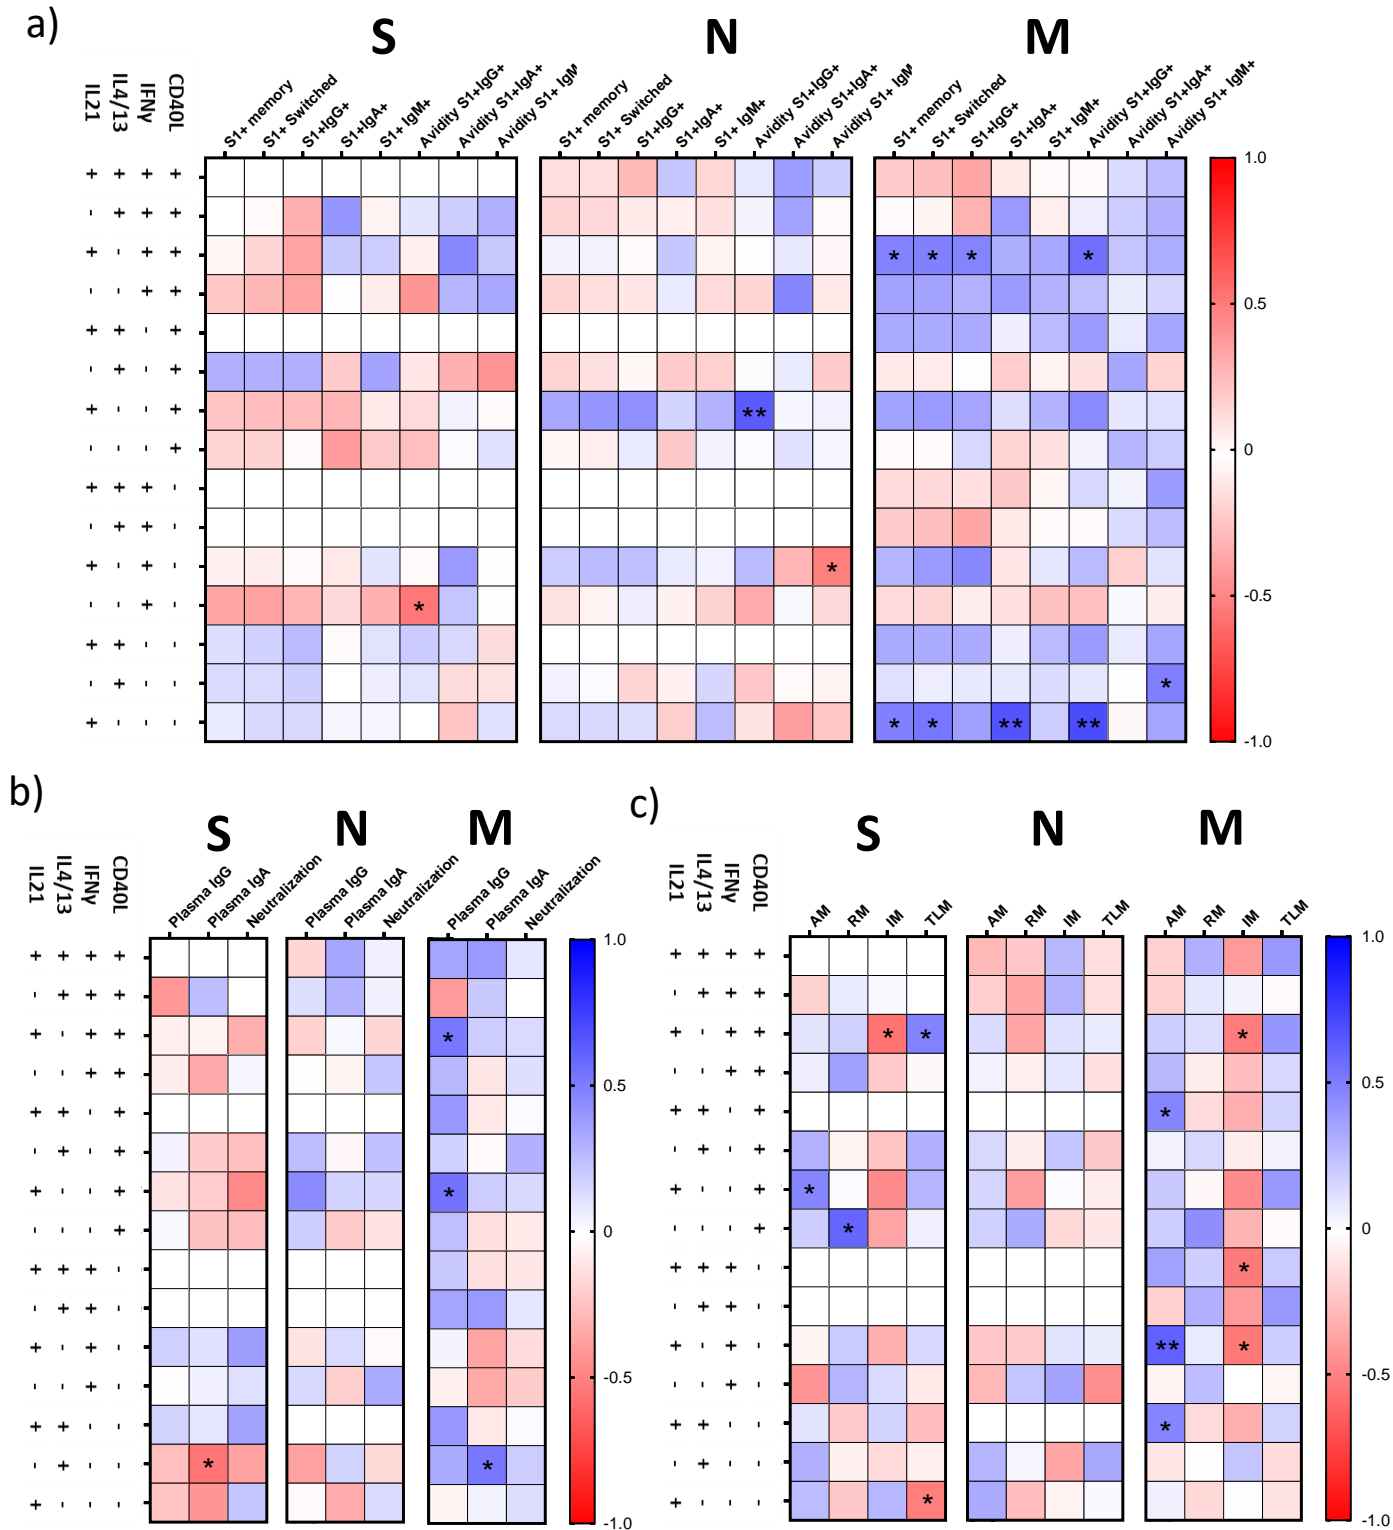 a)
S N M
IL21 IL4/13 IFNγ CD40L
S1+ memory S1+ Switched S1+IgG+ S1+IgA+ S1+ IgM+ Avidity S1+IgG+ Avidity S1+IgA+ Avidity S1+ IgM
S1+ memory S1+ Switched S1+IgG+ S1+IgA+ S1+ IgM+ Avidity S1+IgG+ Avidity S1+IgA+ Avidity S1+ IgM
S1+ memory S1+ Switched S1+IgG+ S1+IgA+ S1+ IgM+ Avidity S1+IgG+ Avidity S1+IgA+ Avidity S1+ IgM+
+ + + +
- + + +
+ - + + * * * *
- - + +
+ + - +
- + - +
+ - - + **
- - - +
+ + + -
- + + -
+ - + - *
- - + - *
+ + - -
- + - - *
+ - - - * * ** **
1.0
0.5
0
-0.5
-1.0
b)
S N M
IL21 IL4/13 IFNγ CD40L
Plasma IgG Plasma IgA Neutralization
Plasma IgG Plasma IgA Neutralization
Plasma IgG Plasma IgA Neutralization
+ + + +
- + + +
+ - + + *
- - + +
+ + - +
- + - +
+ - - + *
- - - +
+ + + -
- + + -
+ - + -
- - + -
+ + - -
- + - - * *
+ - - -
1.0
0.5
0
-0.5
-1.0
c)
S N M
IL21 IL4/13 IFNγ CD40L
AM RM IM TLM
AM RM IM TLM
AM RM IM TLM
+ + + +
- + + +
+ - + + * * *
- - + +
+ + - + *
- + - +
+ - - + *
- - - + *
+ + + - *
- + + -
+ - + - ** *
- - + -
+ + - - *
- + - -
+ - - - *
1.0
0.5
0
-0.5
-1.0